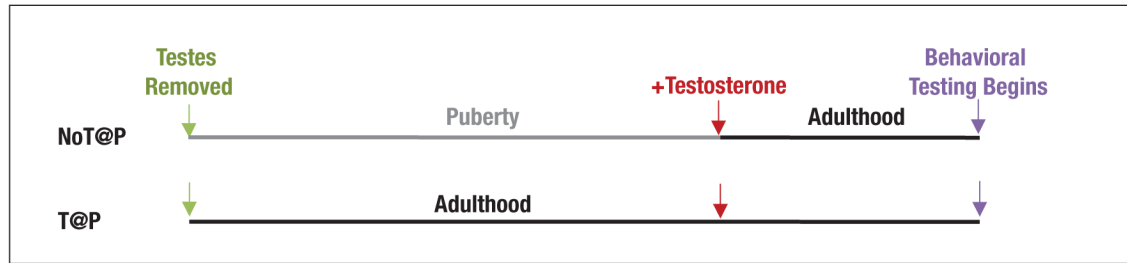 Testes
Removed
+Testosterone
Behavioral
Testing Begins
Puberty
Adulthood
NoT@P
Adulthood
T@P